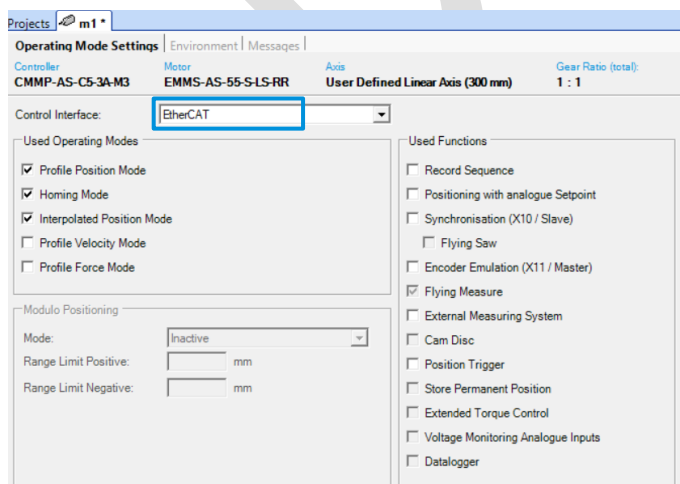 Projects m1 *
Operating Mode Settings Environment Messages
Controller Motor Axis Gear Ratio (total):
CMMP-AS-C5-3A-M3 EMMS-AS-55-S-LS-RR User Defined Linear Axis (300 mm) 1 : 1
Control Interface: EtherCAT
Used Operating Modes
Profile Position Mode
Homing Mode
Interpolated Position Mode
Profile Velocity Mode
Profile Force Mode
Modulo Positioning
Mode: Inactive
Range Limit Positive: mm
Range Limit Negative: mm
Used Functions
Record Sequence
Positioning with analogue Setpoint
Synchronisation (X10 / Slave)
Flying Saw
Encoder Emulation (X11 / Master)
Flying Measure
External Measuring System
Cam Disc
Position Trigger
Store Permanent Position
Extended Torque Control
Voltage Monitoring Analogue Inputs
Datalogger